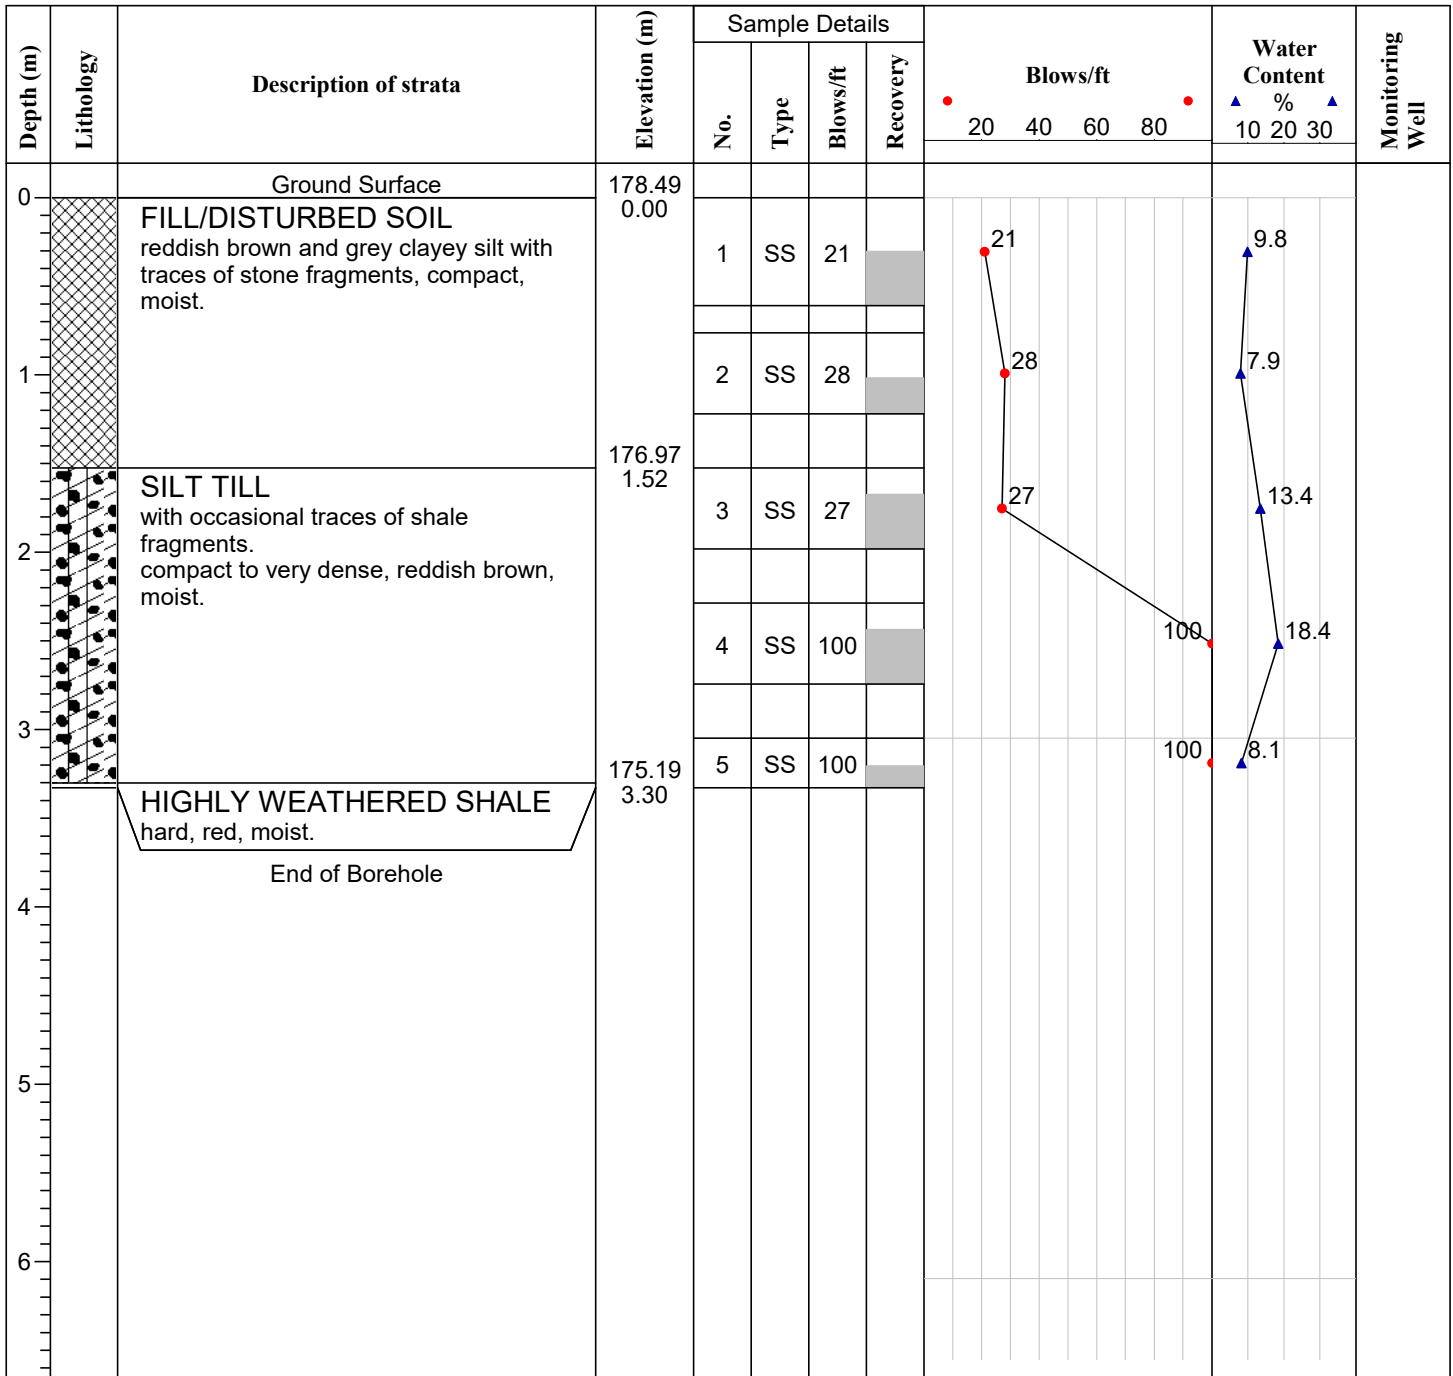 Depth (m)
Lithology
Description of strata
Elevation (m)
Sample Details
No.
Type
Blows/ft
Recovery
Blows/ft
20 40 60 80
Water
Content
%
10 20 30
Monitoring
Well
Ground Surface
178.49
0
0.00
FILL/DISTURBED SOIL
reddish brown and grey clayey silt with
traces of stone fragments, compact,
moist.
1 SS 21
21
9.8
1
2 SS 28
28
7.9
176.97
1.52
SILT TILL
with occasional traces of shale
fragments.
compact to very dense, reddish brown,
moist.
3 SS 27
27
13.4
2
4 SS 100
100
18.4
3
5 SS 100
100
8.1
175.19
3.30
HIGHLY WEATHERED SHALE
hard, red, moist.
End of Borehole
4
5
6